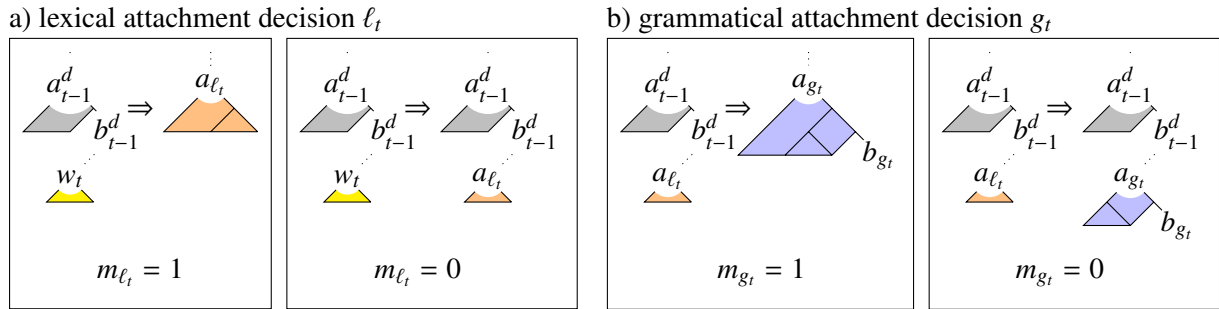 a) lexical attachment decision ℓ_t b) grammatical attachment decision g_t
a^d_{t−1} ⇒ a_{ℓ_t} a^d_{t−1} ⇒ a^d_{t−1} a^d_{t−1} ⇒ a_{g_t} a^d_{t−1} ⇒ a^d_{t−1}
b^d_{t−1} b^d_{t−1} b^d_{t−1} b^d_{t−1} b_{g_t} b^d_{t−1} b^d_{t−1}
w_t w_t a_{ℓ_t} a_{ℓ_t} a_{ℓ_t} a_{g_t}
b_{g_t}
m_{ℓ_t} = 1 m_{ℓ_t} = 0 m_{g_t} = 1 m_{g_t} = 0